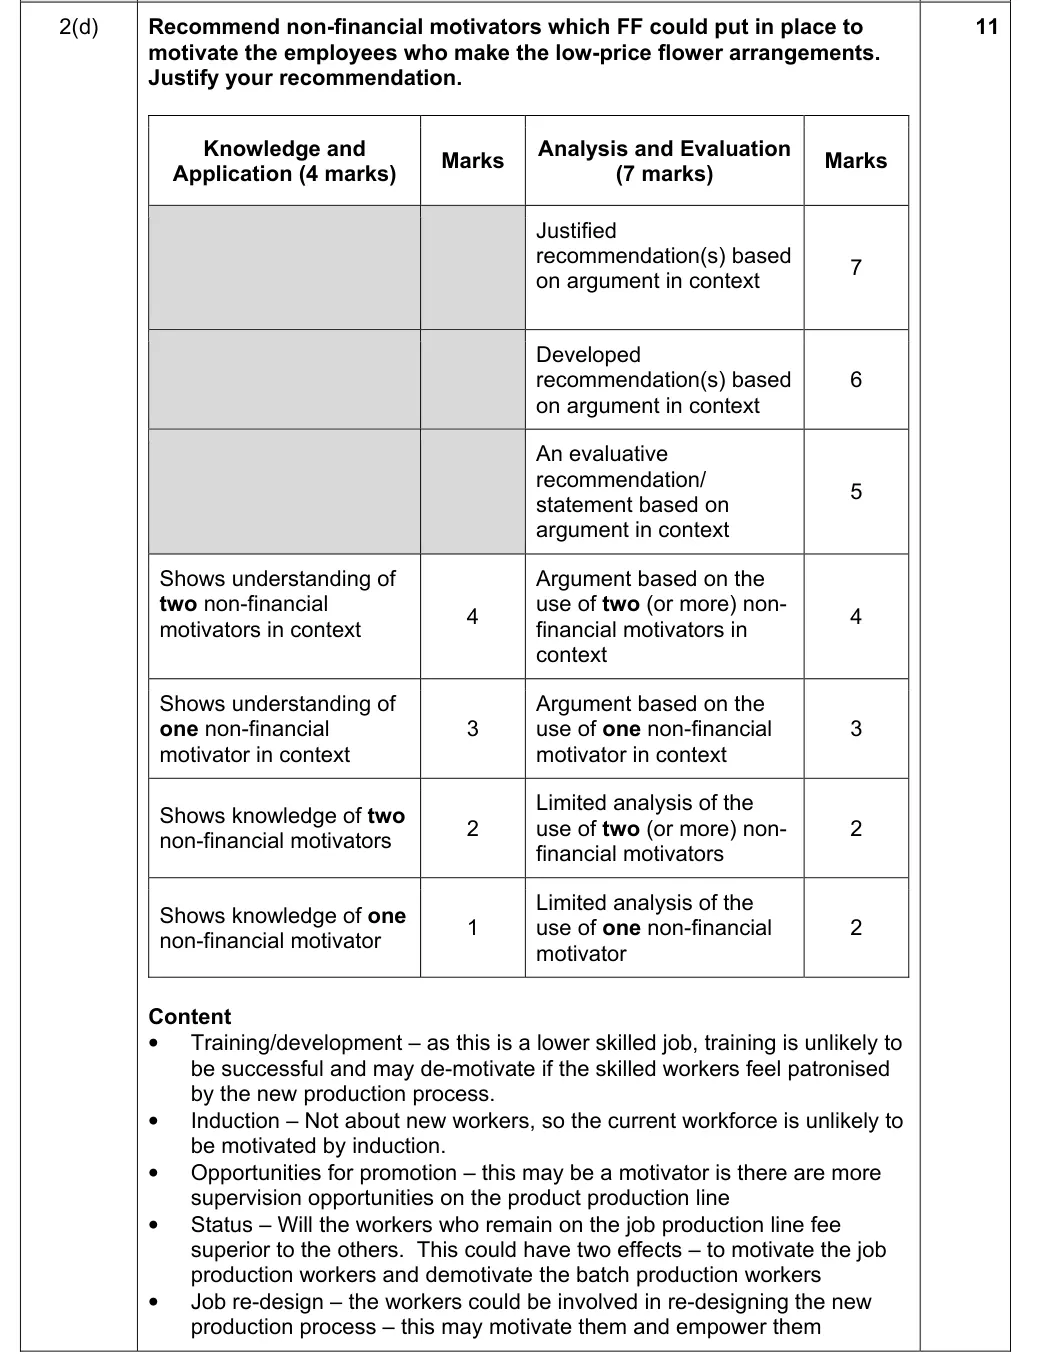 2(d)
Recommend non-financial motivators which FF could put in place to
motivate the employees who make the low-price flower arrangements.
Justify your recommendation.
11
Knowledge and
Application (4 marks)
Marks
Analysis and Evaluation
(7 marks)
Marks
Justified
recommendation(s) based
on argument in context
7
Developed
recommendation(s) based
on argument in context
6
An evaluative
recommendation/
statement based on
argument in context
5
Shows understanding of
two non-financial
motivators in context
4
Argument based on the
use of two (or more) non-
financial motivators in
context
4
Shows understanding of
one non-financial
motivator in context
3
Argument based on the
use of one non-financial
motivator in context
3
Shows knowledge of two
non-financial motivators
2
Limited analysis of the
use of two (or more) non-
financial motivators
2
Shows knowledge of one
non-financial motivator
1
Limited analysis of the
use of one non-financial
motivator
2
Content
• Training/development – as this is a lower skilled job, training is unlikely to
be successful and may de-motivate if the skilled workers feel patronised
by the new production process.
• Induction – Not about new workers, so the current workforce is unlikely to
be motivated by induction.
• Opportunities for promotion – this may be a motivator is there are more
supervision opportunities on the product production line
• Status – Will the workers who remain on the job production line fee
superior to the others.  This could have two effects – to motivate the job
production workers and demotivate the batch production workers
• Job re-design – the workers could be involved in re-designing the new
production process – this may motivate them and empower them